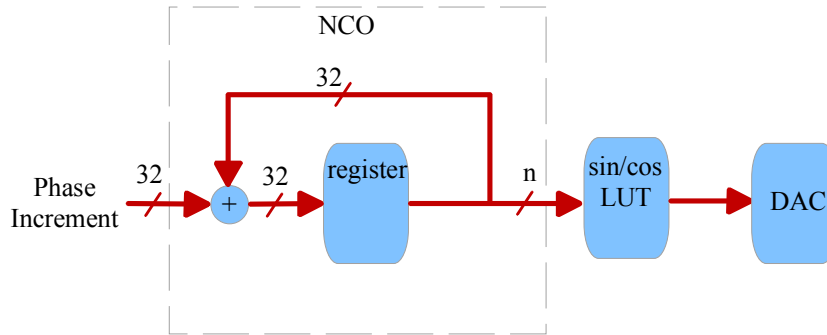 NCO
32
Phase
Increment
32
+
32
register
n
sin/cos
LUT
DAC